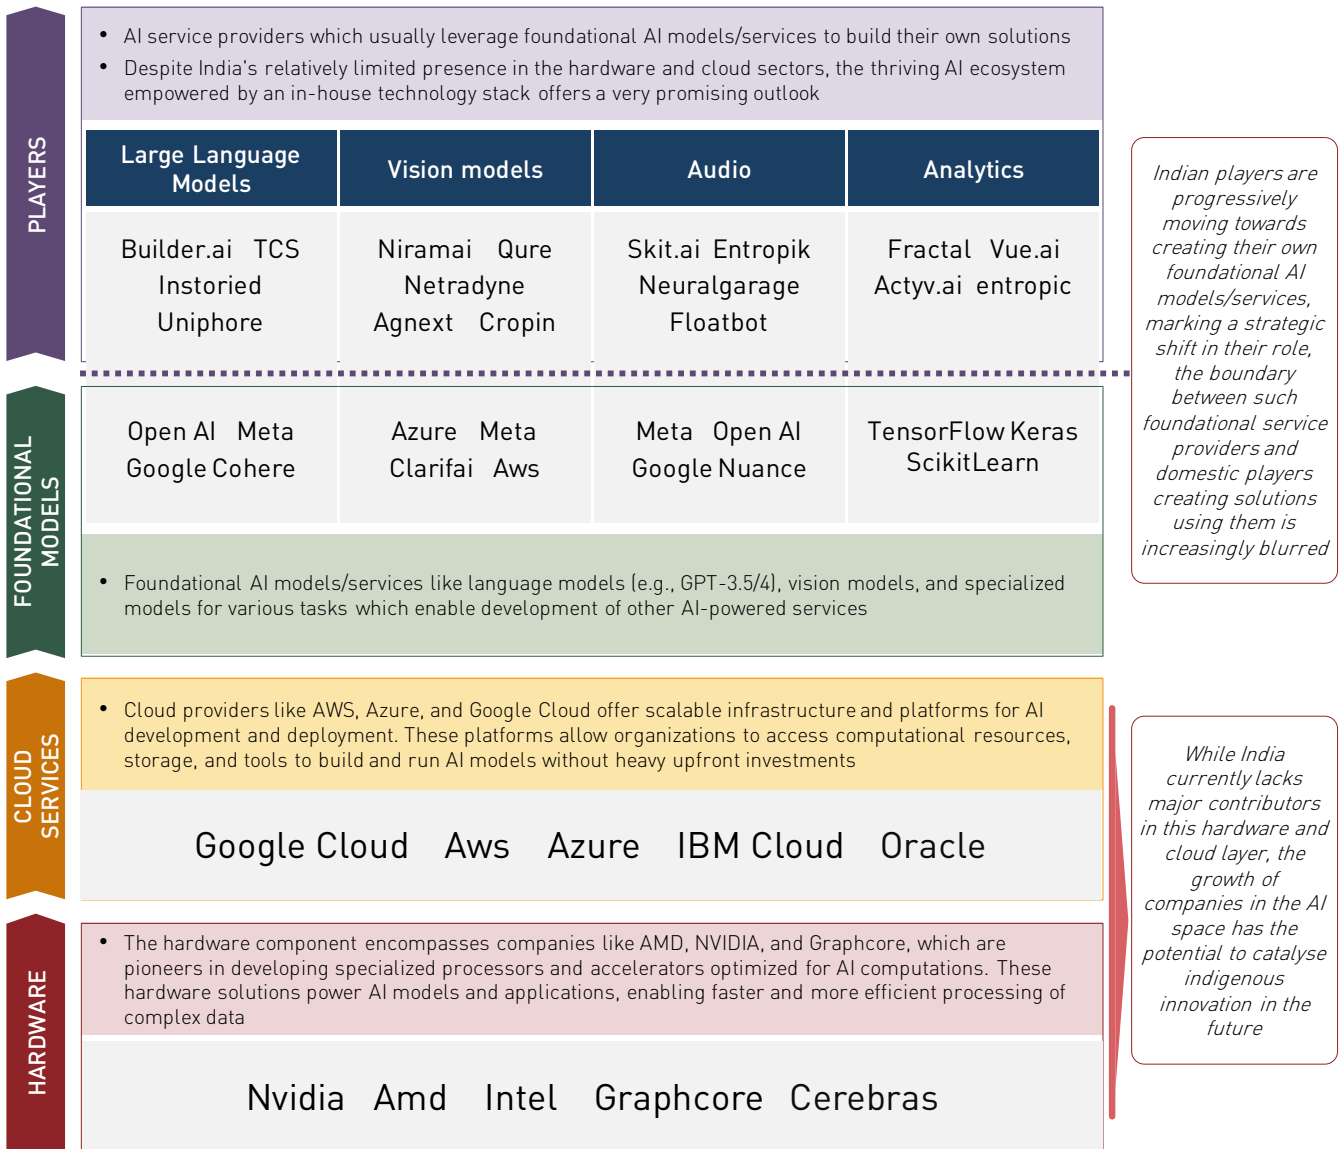 PLAYERS
• AI service providers which usually leverage foundational AI models/services to build their own solutions
• Despite India's relatively limited presence in the hardware and cloud sectors, the thriving AI ecosystem
empowered by an in-house technology stack offers a very promising outlook
Large Language
Models
Vision models
Audio
Analytics
Builder.ai TCS
Instoried
Uniphore
Niramai Qure
Netradyne
Agnext Cropin
Skit.ai Entropik
Neuralgarage
Floatbot
Fractal Vue.ai
Actyv.ai entropic
FOUNDATIONAL
MODELS
Open AI Meta
Google Cohere
Azure Meta
Clarifai Aws
Meta Open AI
Google Nuance
TensorFlow Keras
ScikitLearn
• Foundational AI models/services like language models (e.g., GPT-3.5/4), vision models, and specialized
models for various tasks which enable development of other AI-powered services
Indian players are
progressively
moving towards
creating their own
foundational AI
models/services,
marking a strategic
shift in their role,
the boundary
between such
foundational service
providers and
domestic players
creating solutions
using them is
increasingly blurred
CLOUD
SERVICES
• Cloud providers like AWS, Azure, and Google Cloud offer scalable infrastructure and platforms for AI
development and deployment. These platforms allow organizations to access computational resources,
storage, and tools to build and run AI models without heavy upfront investments
Google Cloud Aws Azure IBM Cloud Oracle
HARDWARE
• The hardware component encompasses companies like AMD, NVIDIA, and Graphcore, which are
pioneers in developing specialized processors and accelerators optimized for AI computations. These
hardware solutions power AI models and applications, enabling faster and more efficient processing of
complex data
Nvidia Amd Intel Graphcore Cerebras
While India
currently lacks
major contributors
in this hardware and
cloud layer, the
growth of
companies in the AI
space has the
potential to catalyse
indigenous
innovation in the
future